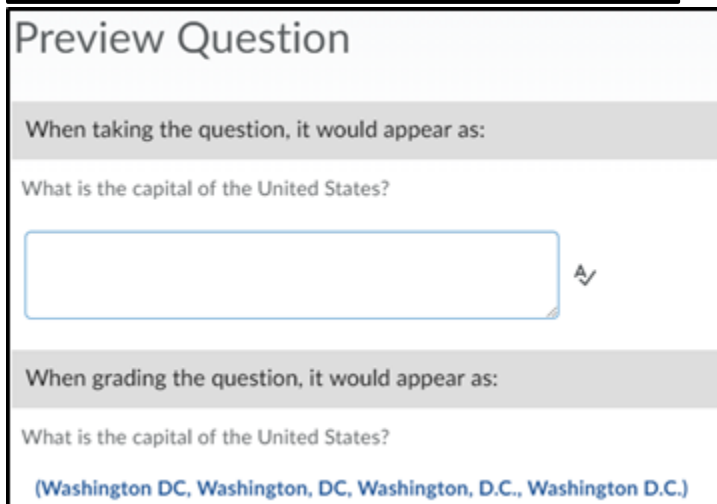 Preview Question
When taking the question, it would appear as:
What is the capital of the United States?
When grading the question, it would appear as:
What is the capital of the United States?
(Washington DC, Washington, DC, Washington, D.C., Washington D.C.)